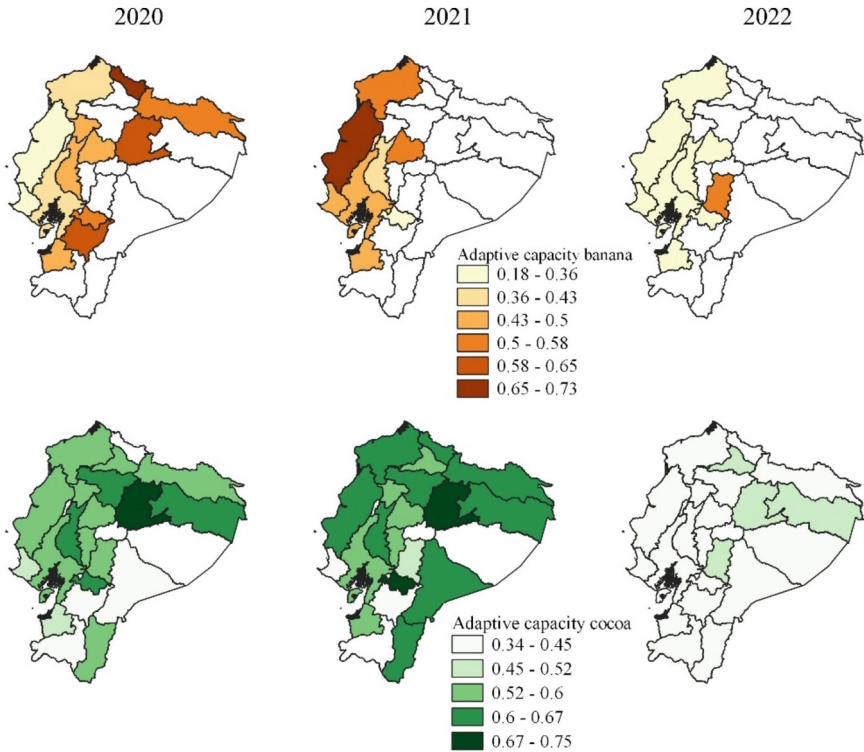 2020 2021 2022
Adaptive capacity banana
0.18 - 0.36
0.36 - 0.43
0.43 - 0.5
0.5 - 0.58
0.58 - 0.65
0.65 - 0.73
Adaptive capacity cocoa
0.34 - 0.45
0.45 - 0.52
0.52 - 0.6
0.6 - 0.67
0.67 - 0.75